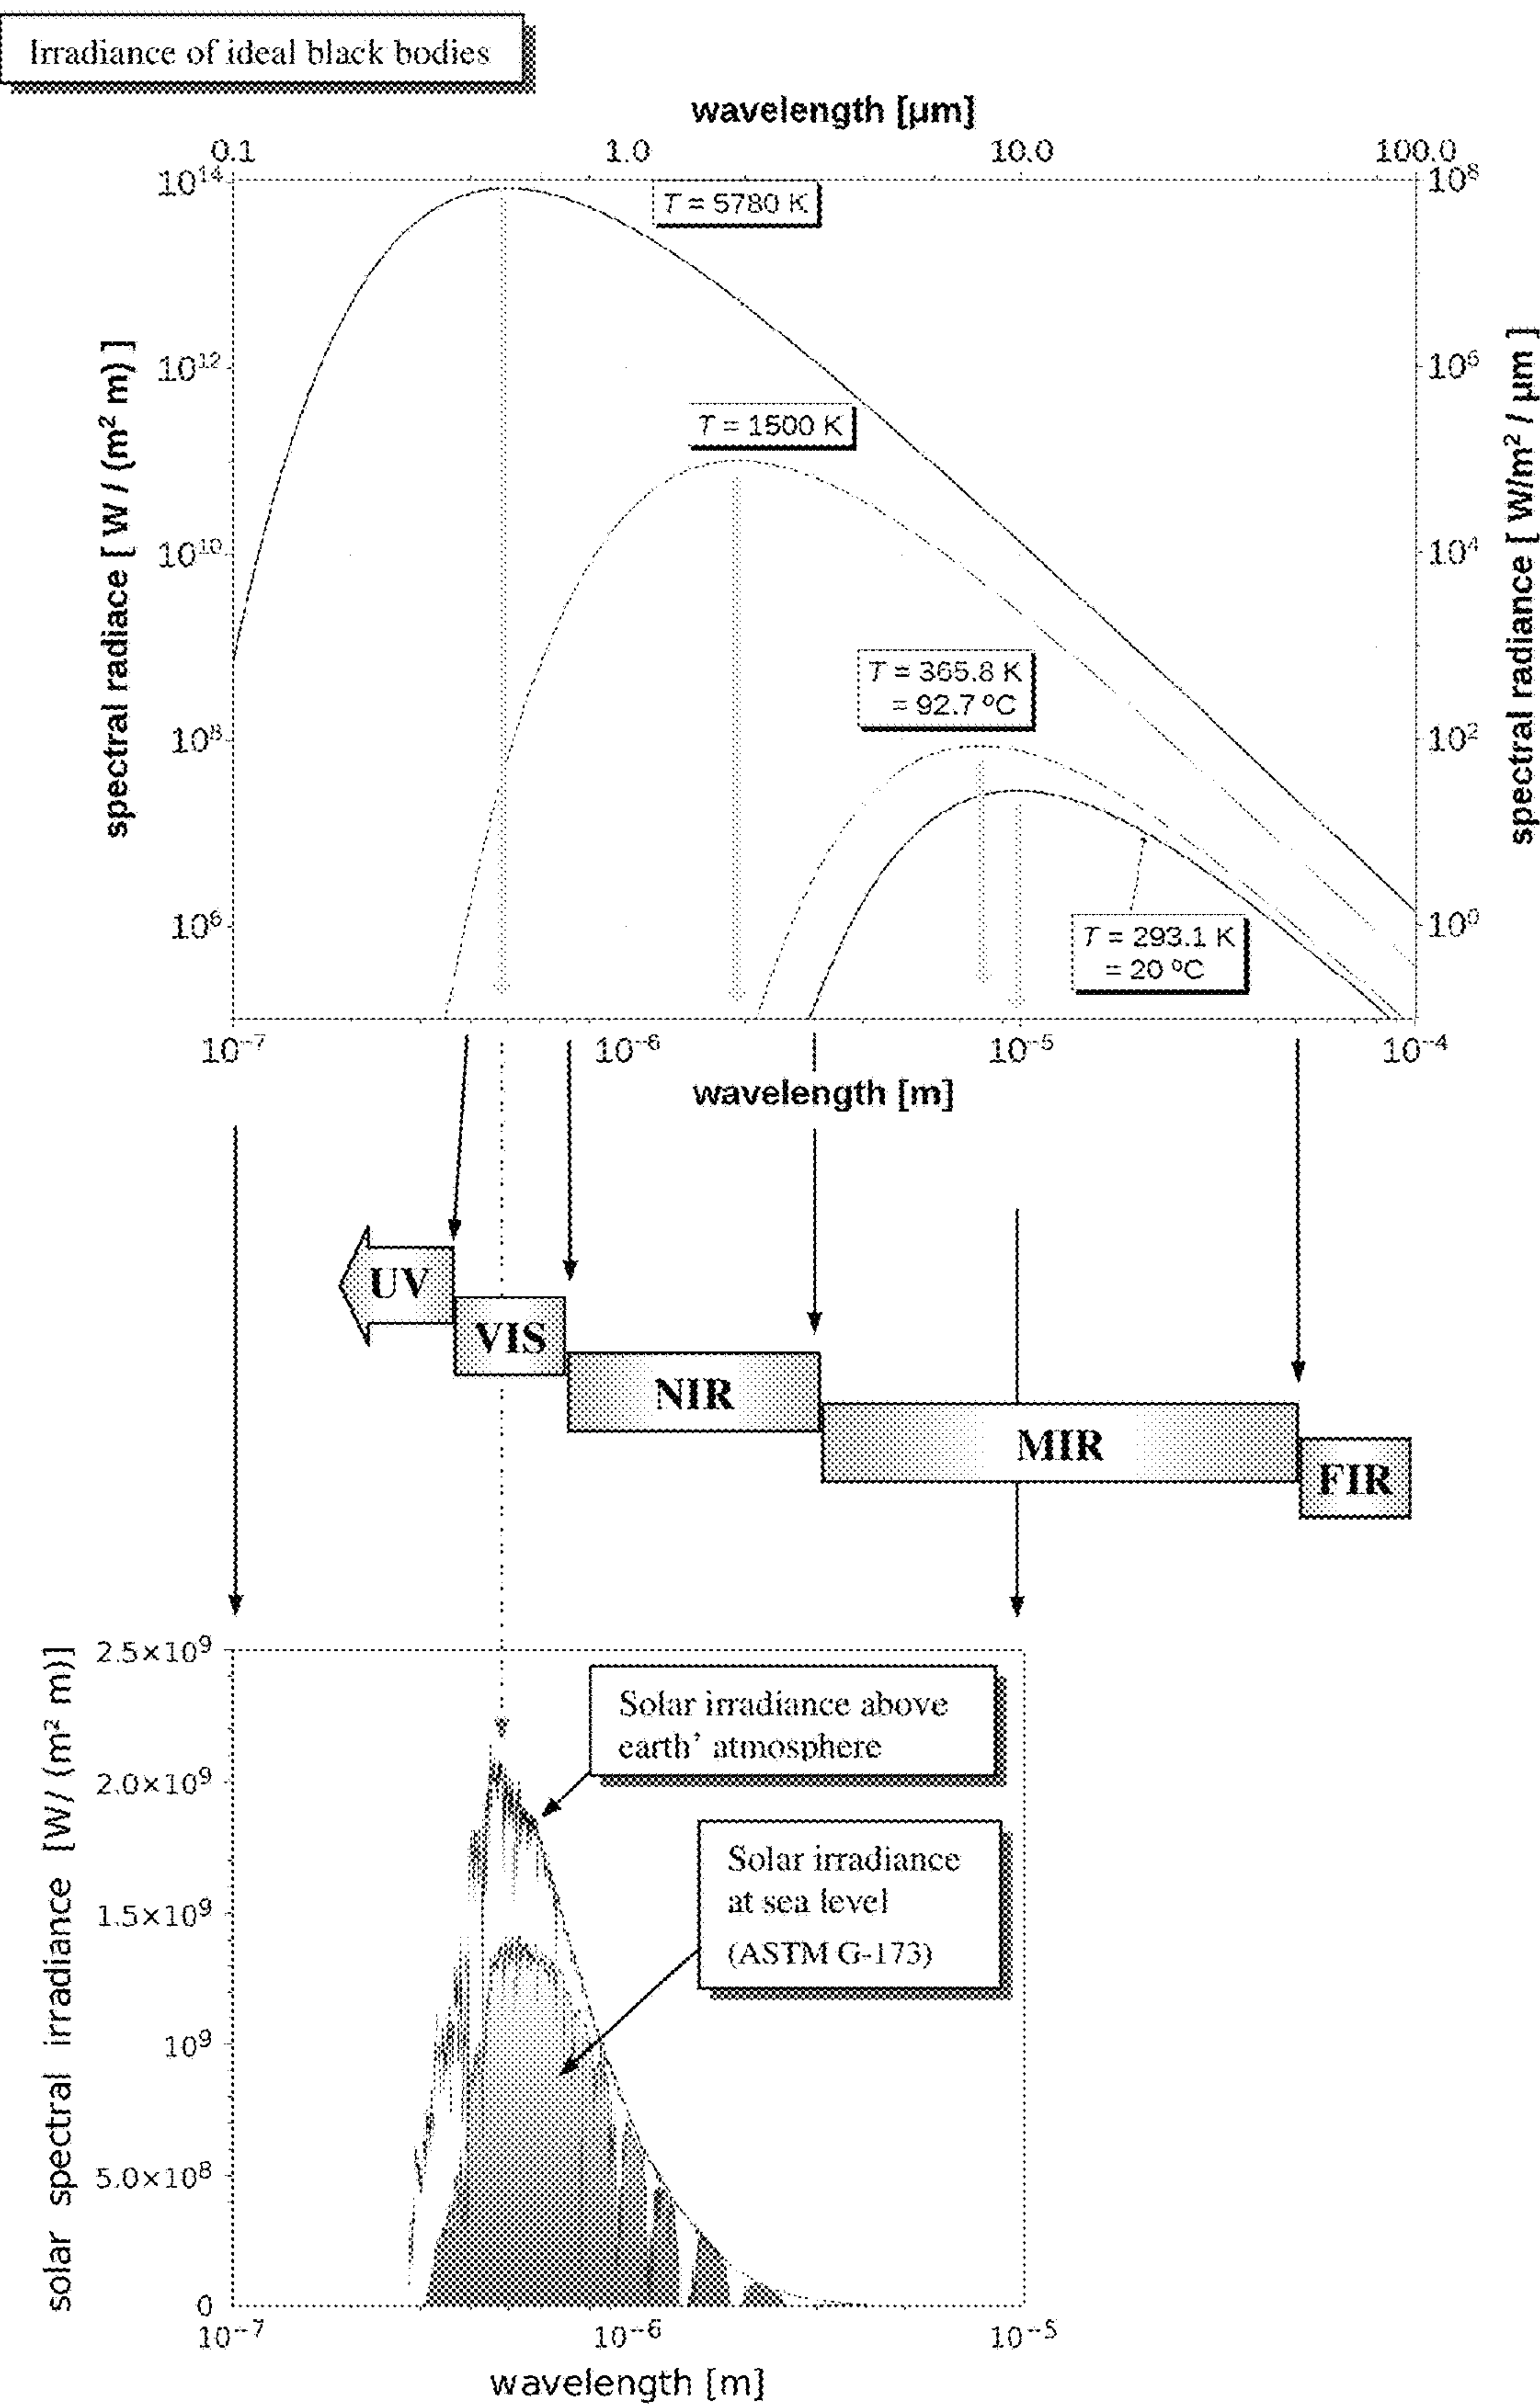 Irradiance of ideal black bodies
wavelength [µm]
0.1 1.0 10.0 100.0
10¹⁴ 10⁸
T = 5780 K
10¹² 10⁶
T = 1500 K
10¹⁰ 10⁴
T = 365.8 K
= 92.7 ºC
10⁸ 10²
10⁶ 10⁰
T = 293.1 K
= 20 ºC
spectral radiace [ W / (m² m) ]
spectral radiance [ W/m² / µm ]
10⁻⁷ 10⁻⁶ 10⁻⁵ 10⁻⁴
wavelength [m]
UV
VIS
NIR
MIR
FIR
solar spectral irradiance [W/ (m² m)]
2.5×10⁹
Solar irradiance above
earth’ atmosphere
2.0×10⁹
Solar irradiance
at sea level
(ASTM G-173)
1.5×10⁹
10⁹
5.0×10⁸
0
10⁻⁷ 10⁻⁶ 10⁻⁵
wavelength [m]